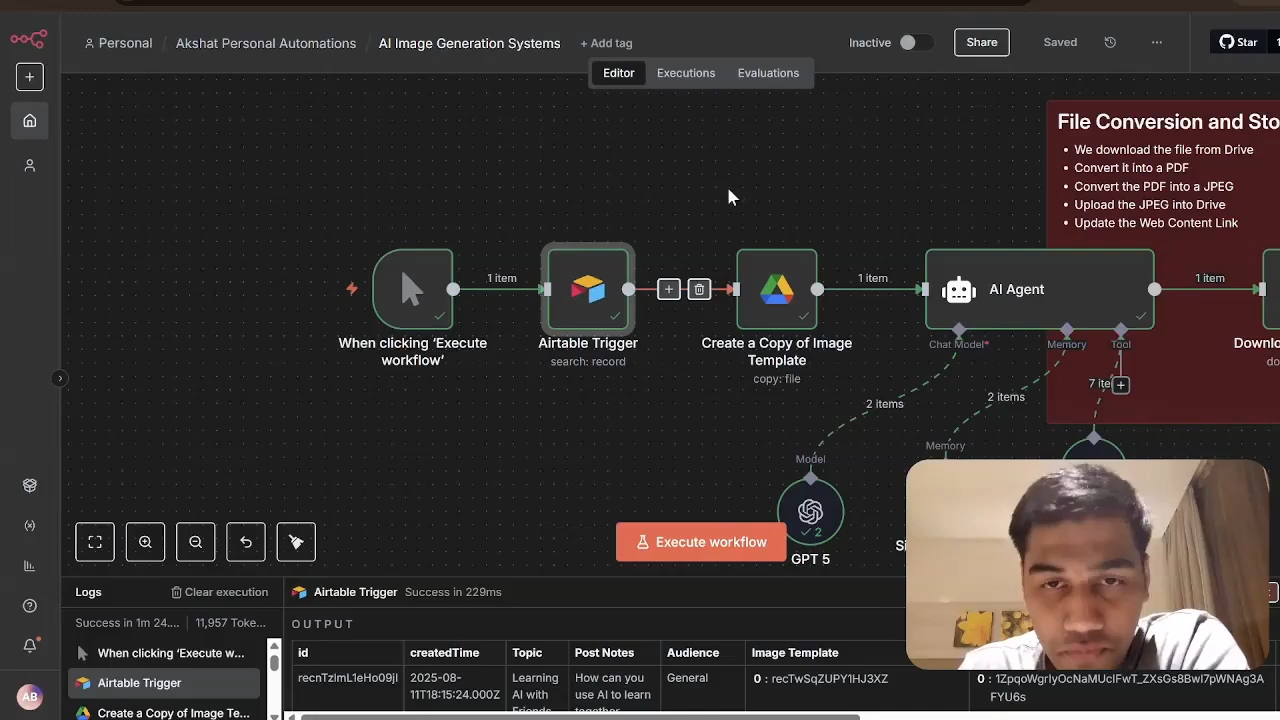 Personal
Akshat Personal Automations
AI Image Generation Systems
+ Add tag
Inactive
Share
Saved
Star
Editor
Executions
Evaluations
File Conversion and Sto
We download the file from Drive
Convert it into a PDF
Convert the PDF into a JPEG
Upload the JPEG into Drive
Update the Web Content Link
1 item
1 item
1 item
AI Agent
When clicking ‘Execute
workflow’
Airtable Trigger
search: record
Create a Copy of Image
Template
copy: file
Chat Model*
Memory
Tool
Downlo
do
2 items
2 items
7 ite
Memory
Model
2
GPT 5
Si
Execute workflow
Logs
Clear execution
Airtable Trigger
Success in 229ms
Success in 1m 24....
11,957 Toke...
OUTPUT
When clicking ‘Execute w...
Airtable Trigger
Create a Copy of Image Te...
id
createdTime
Topic
Post Notes
Audience
Image Template
2025-08-
11T18:15:24.000Z
Learning
AI with
Friends
How can you
use AI to learn
together
General
0 : recTwSqZUPY1HJ3XZ
FYU6s
AB